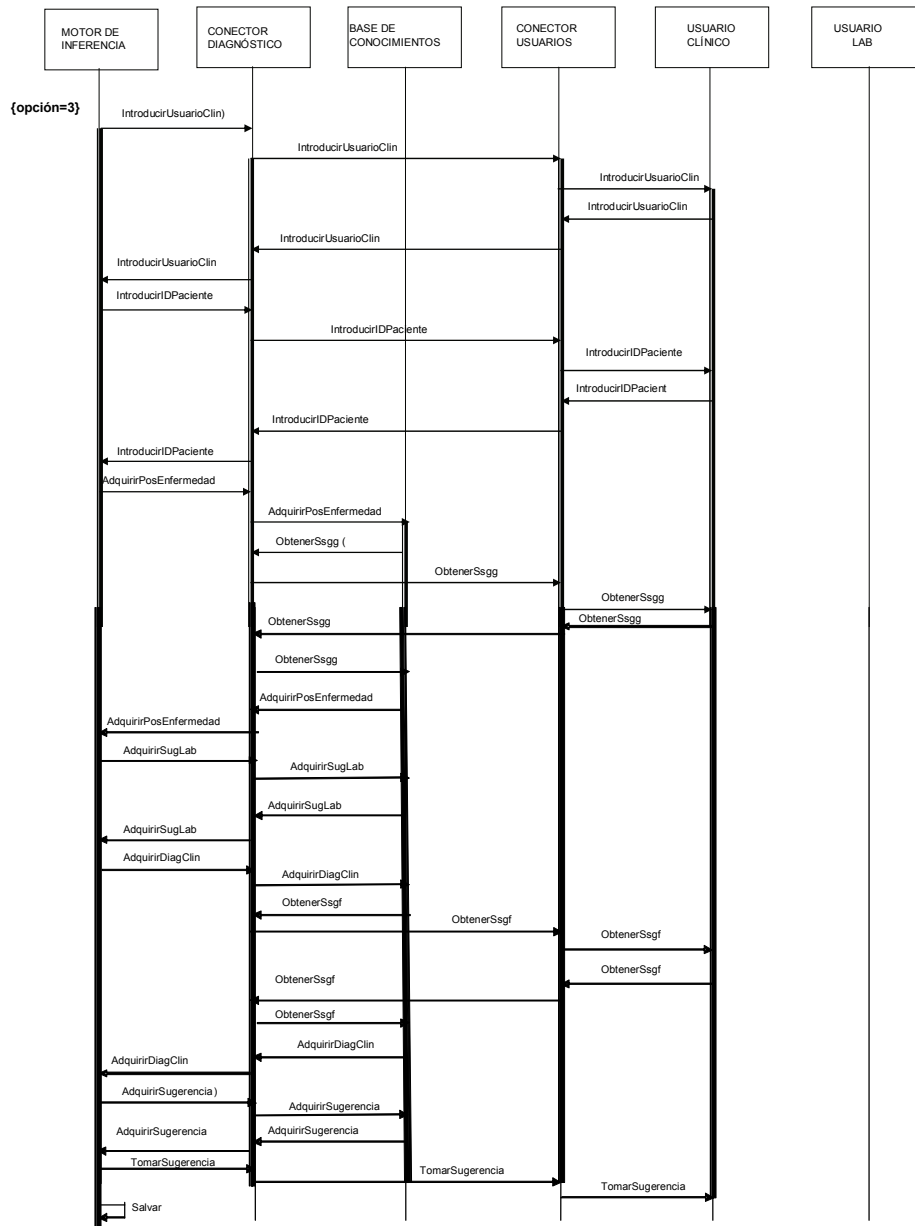 MOTOR DE
INFERENCIA
CONECTOR
DIAGNÓSTICO
BASE DE
CONOCIMIENTOS
CONECTOR
USUARIOS
USUARIO
CLÍNICO
USUARIO
LAB
{opción=3}
IntroducirUsuarioClin)
IntroducirUsuarioClin
IntroducirUsuarioClin
IntroducirUsuarioClin
IntroducirUsuarioClin
IntroducirUsuarioClin
IntroducirIDPaciente
IntroducirIDPaciente
IntroducirIDPaciente
IntroducirIDPacient
IntroducirIDPaciente
IntroducirIDPaciente
AdquirirPosEnfermedad
AdquirirPosEnfermedad
ObtenerSsgg (
ObtenerSsgg
ObtenerSsgg
ObtenerSsgg
ObtenerSsgg
ObtenerSsgg
AdquirirPosEnfermedad
AdquirirPosEnfermedad
AdquirirSugLab
AdquirirSugLab
AdquirirSugLab
AdquirirSugLab
AdquirirDiagClin
AdquirirDiagClin
ObtenerSsgf
ObtenerSsgf
ObtenerSsgf
ObtenerSsgf
ObtenerSsgf
ObtenerSsgf
AdquirirDiagClin
AdquirirDiagClin
AdquirirSugerencia )
AdquirirSugerencia
AdquirirSugerencia
AdquirirSugerencia
TomarSugerencia
TomarSugerencia
TomarSugerencia
Salvar